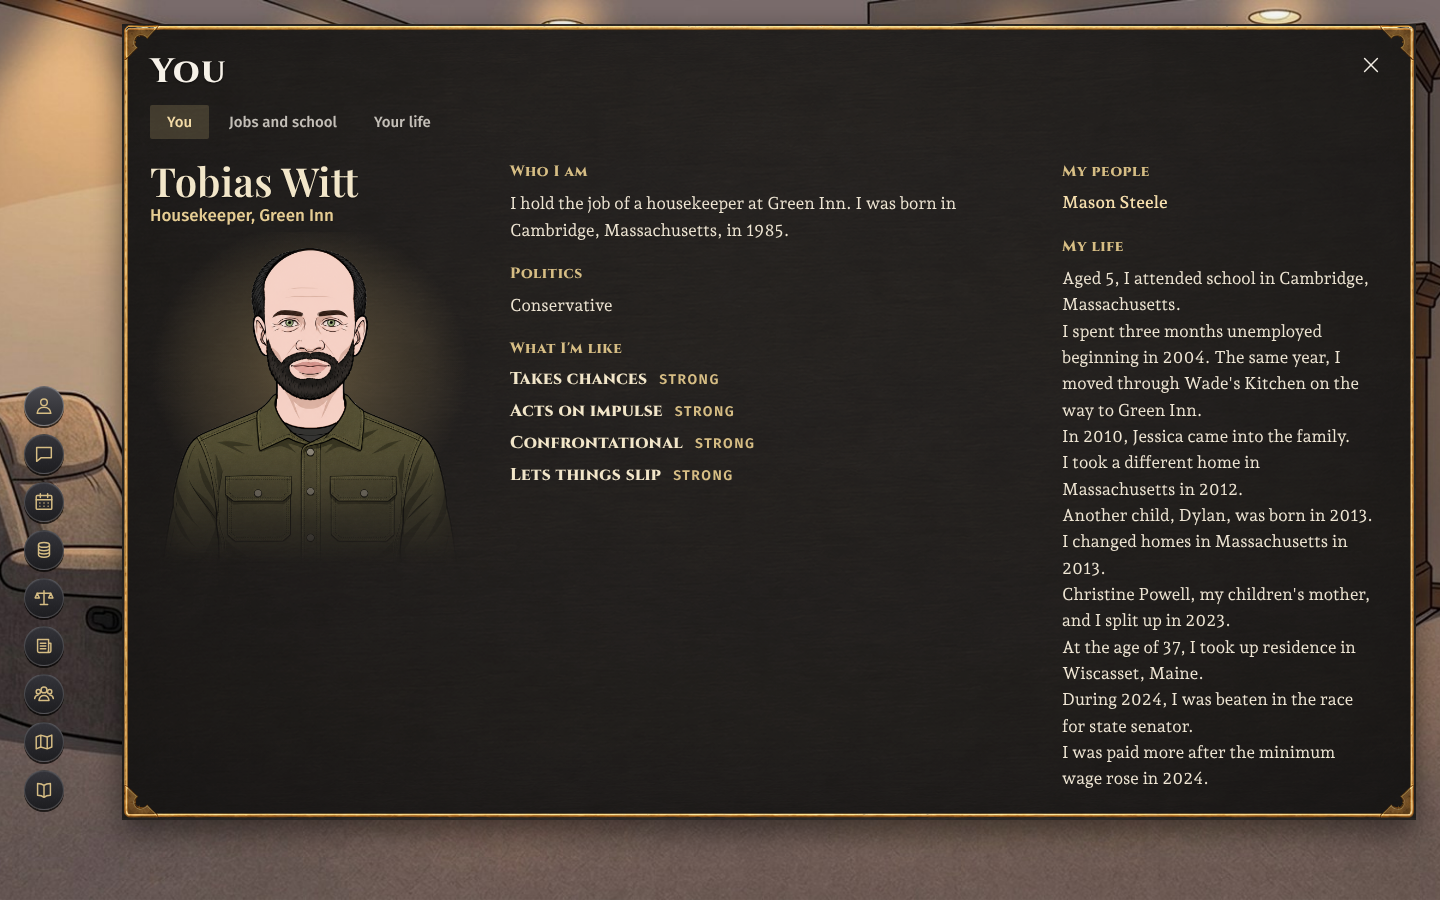 You
You
Jobs and school
Your life
Tobias Witt
Housekeeper, Green Inn
Who I am
I hold the job of a housekeeper at Green Inn. I was born in
Cambridge, Massachusetts, in 1985.
Politics
Conservative
What I'm like
Takes chances STRONG
Acts on impulse STRONG
Confrontational STRONG
Lets things slip STRONG
My people
Mason Steele
My life
Aged 5, I attended school in Cambridge,
Massachusetts.
I spent three months unemployed
beginning in 2004. The same year, I
moved through Wade's Kitchen on the
way to Green Inn.
In 2010, Jessica came into the family.
I took a different home in
Massachusetts in 2012.
Another child, Dylan, was born in 2013.
I changed homes in Massachusetts in
2013.
Christine Powell, my children's mother,
and I split up in 2023.
At the age of 37, I took up residence in
Wiscasset, Maine.
During 2024, I was beaten in the race
for state senator.
I was paid more after the minimum
wage rose in 2024.